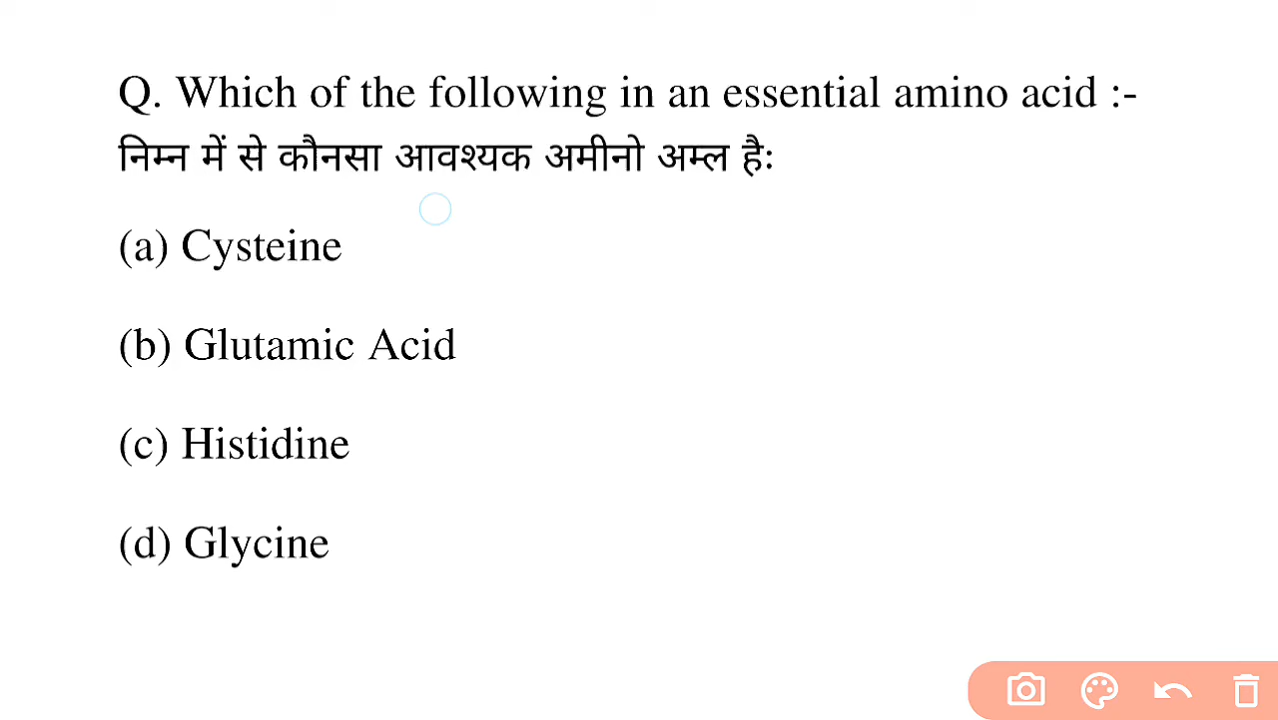 Q. Which of the following in an essential amino acid :-
निम्न में से कौनसा आवश्यक अमीनो अम्ल हैः
(a) Cysteine
(b) Glutamic Acid
(c) Histidine
(d) Glycine